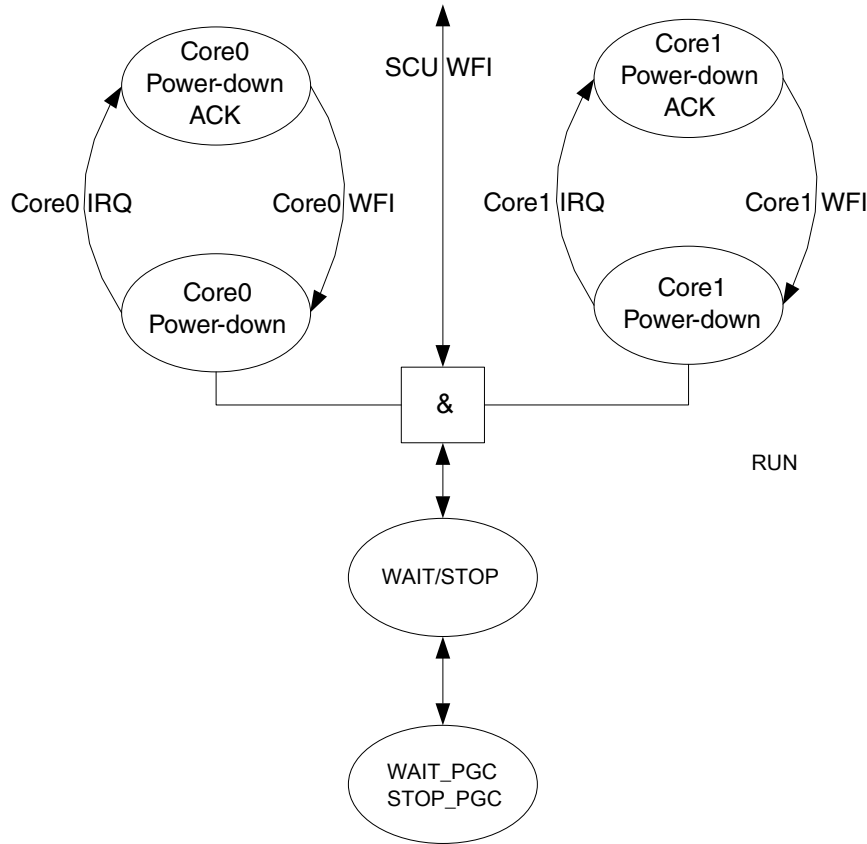 Core0
Power-down
ACK
SCU WFI
Core1
Power-down
ACK
Core0 IRQ
Core0 WFI
Core1 IRQ
Core1 WFI
Core0
Power-down
Core1
Power-down
&
RUN
WAIT/STOP
WAIT_PGC
STOP_PGC